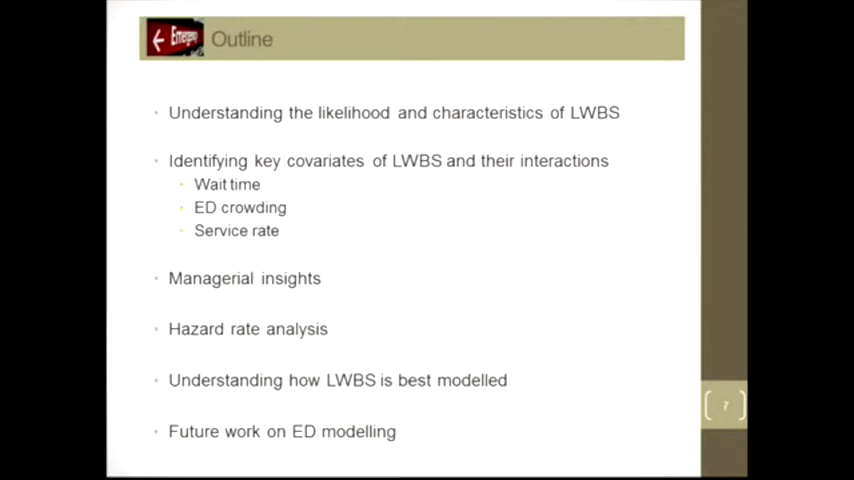 Emergency
Outline
Understanding the likelihood and characteristics of LWBS
Identifying key covariates of LWBS and their interactions
Wait time
ED crowding
Service rate
Managerial insights
Hazard rate analysis
Understanding how LWBS is best modelled
Future work on ED modelling
7